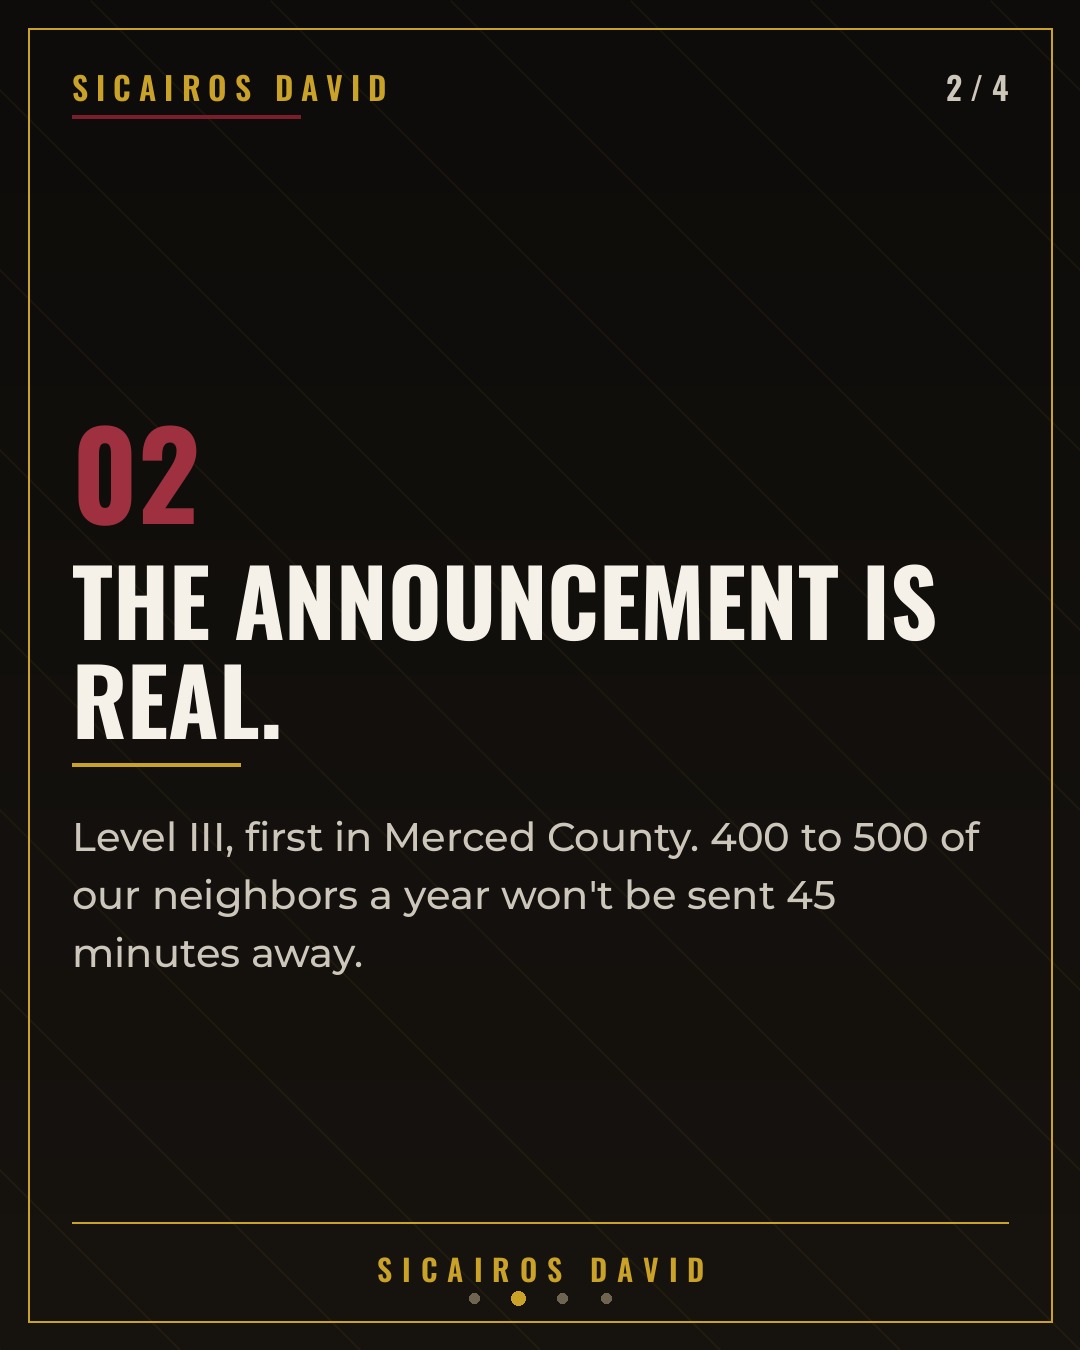 SICAIROS DAVID
2 / 4
02
THE ANNOUNCEMENT IS
REAL.
Level III, first in Merced County. 400 to 500 of
our neighbors a year won't be sent 45
minutes away.
SICAIROS DAVID